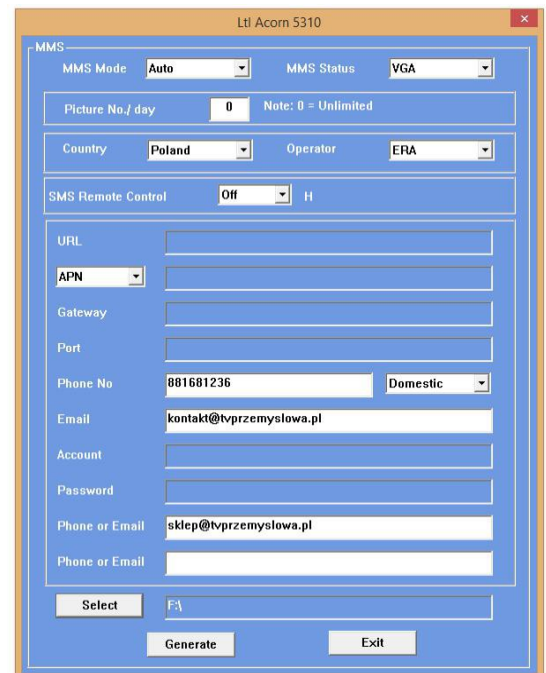 Ltl Acorn 5310
MMS
MMS Mode Auto MMS Status VGA
Picture No./ day 0 Note: 0 = Unlimited
Country Poland Operator ERA
SMS Remote Control Off H
URL
APN
Gateway
Port
Phone No 881681236 Domestic
Email kontakt@tvprzemyslowa.pl
Account
Password
Phone or Email sklep@tvprzemyslowa.pl
Phone or Email
Select F:\
Generate Exit